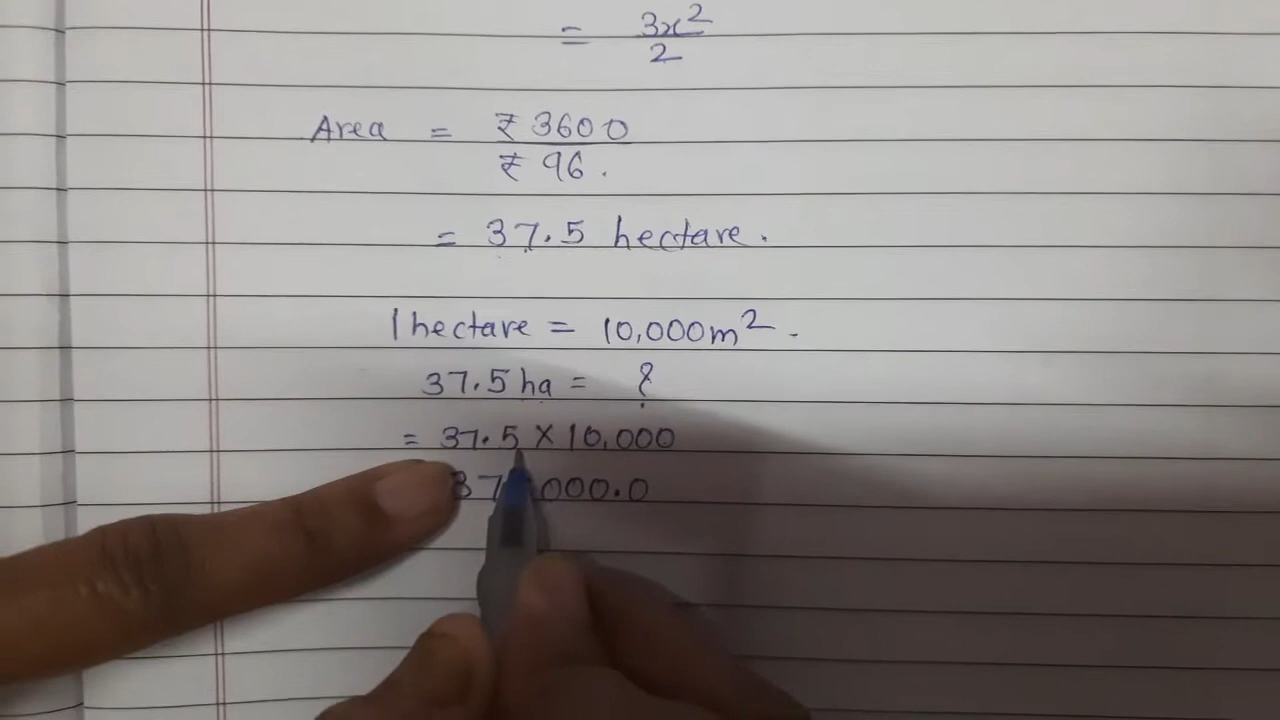 = 3x²/2
Area = ₹ 3600 / ₹ 96.
= 37.5 hectare.
1 hectare = 10,000m².
37.5 ha = ?
= 37.5 × 10,000
000.0